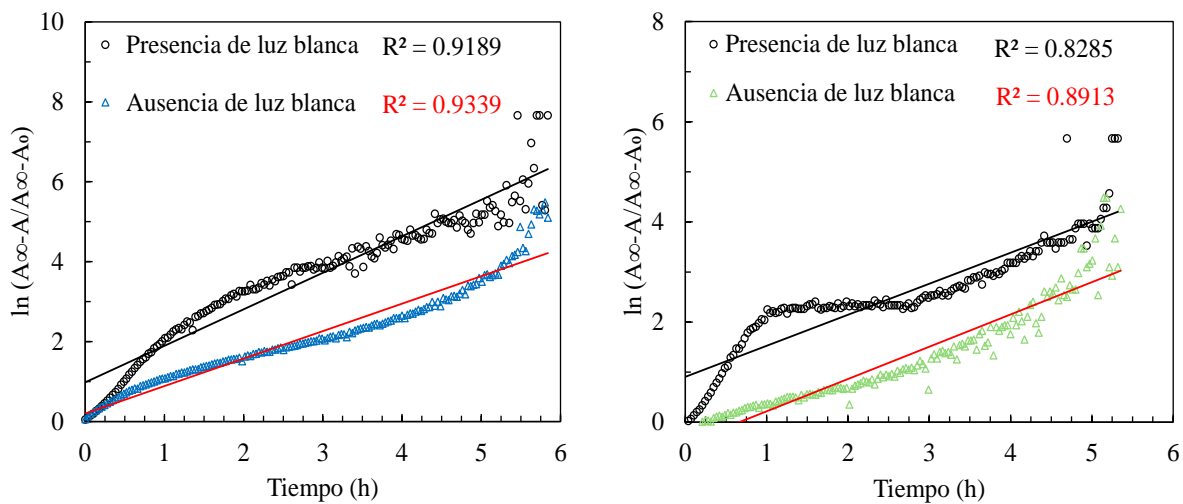 10
8
6
4
2
0
ln (A∞-A/A∞-A₀)
Presencia de luz blanca R² = 0.9189
Ausencia de luz blanca R² = 0.9339
0 1 2 3 4 5 6
Tiempo (h)
8
6
4
2
0
ln (A∞-A/A∞-A₀)
Presencia de luz blanca R² = 0.8285
Ausencia de luz blanca R² = 0.8913
0 1 2 3 4 5 6
Tiempo (h)